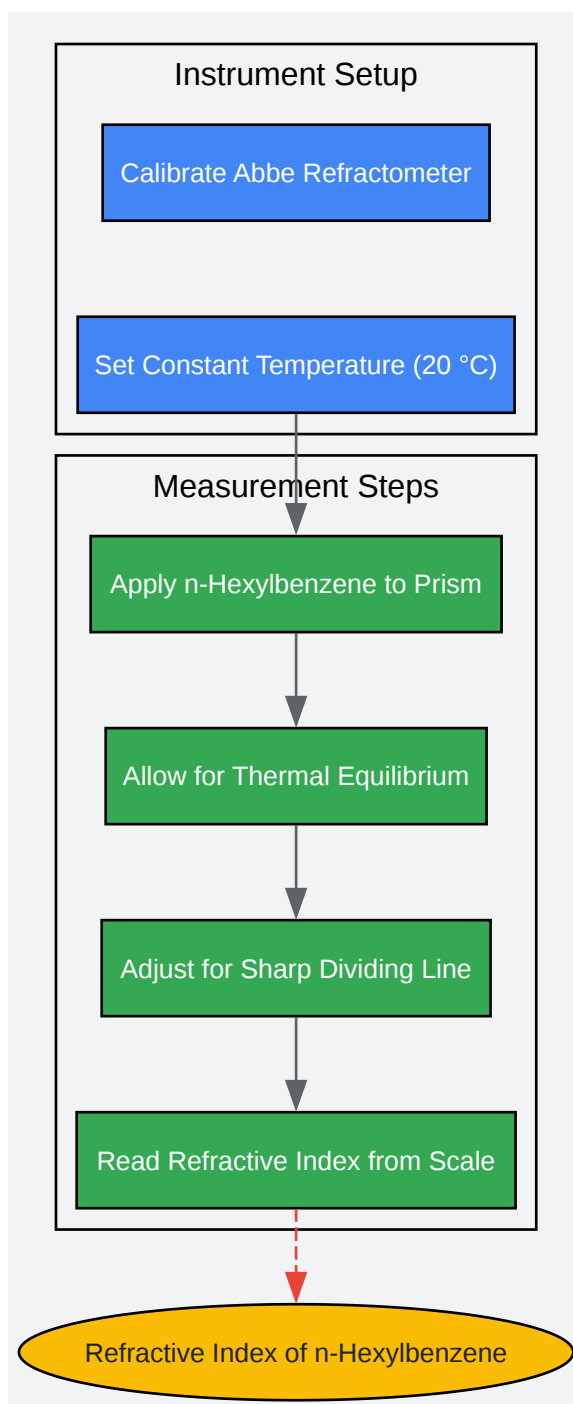 Instrument Setup
Calibrate Abbe Refractometer
Set Constant Temperature (20 °C)
Measurement Steps
Apply n-Hexylbenzene to Prism
Allow for Thermal Equilibrium
Adjust for Sharp Dividing Line
Read Refractive Index from Scale
Refractive Index of n-Hexylbenzene